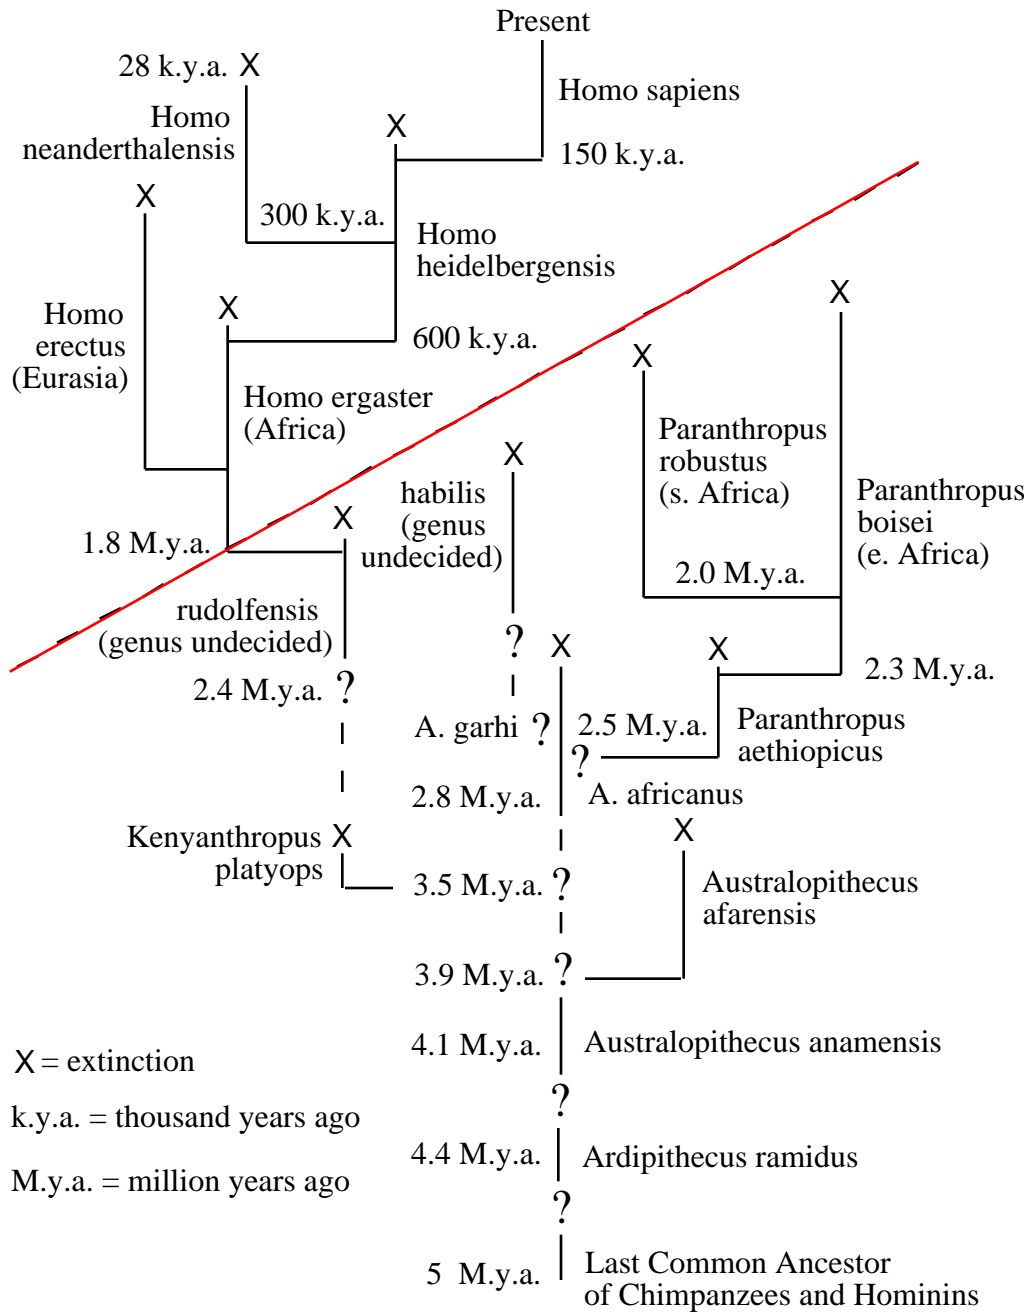 Present
28 k.y.a. X
Homo sapiens
Homo
neanderthalensis
X
150 k.y.a.
X
300 k.y.a.
Homo
heidelbergensis
X
X
Homo
erectus
(Eurasia)
600 k.y.a.
X
Homo ergaster
(Africa)
Paranthropus
robustus
(s. Africa)
X
habilis
(genus
undecided)
Paranthropus
boisei
(e. Africa)
X
1.8 M.y.a.
2.0 M.y.a.
rudolfensis
(genus undecided)
?
X
X
2.3 M.y.a.
2.4 M.y.a. ?
A. garhi ?
2.5 M.y.a.
Paranthropus
aethiopicus
?
2.8 M.y.a.
A. africanus
X
Kenyanthropus X
platyops
3.5 M.y.a. ?
Australopithecus
afarensis
3.9 M.y.a. ?
4.1 M.y.a.
Australopithecus anamensis
X = extinction
?
k.y.a. = thousand years ago
4.4 M.y.a.
Ardipithecus ramidus
M.y.a. = million years ago
?
5 M.y.a.
Last Common Ancestor
of Chimpanzees and Hominins